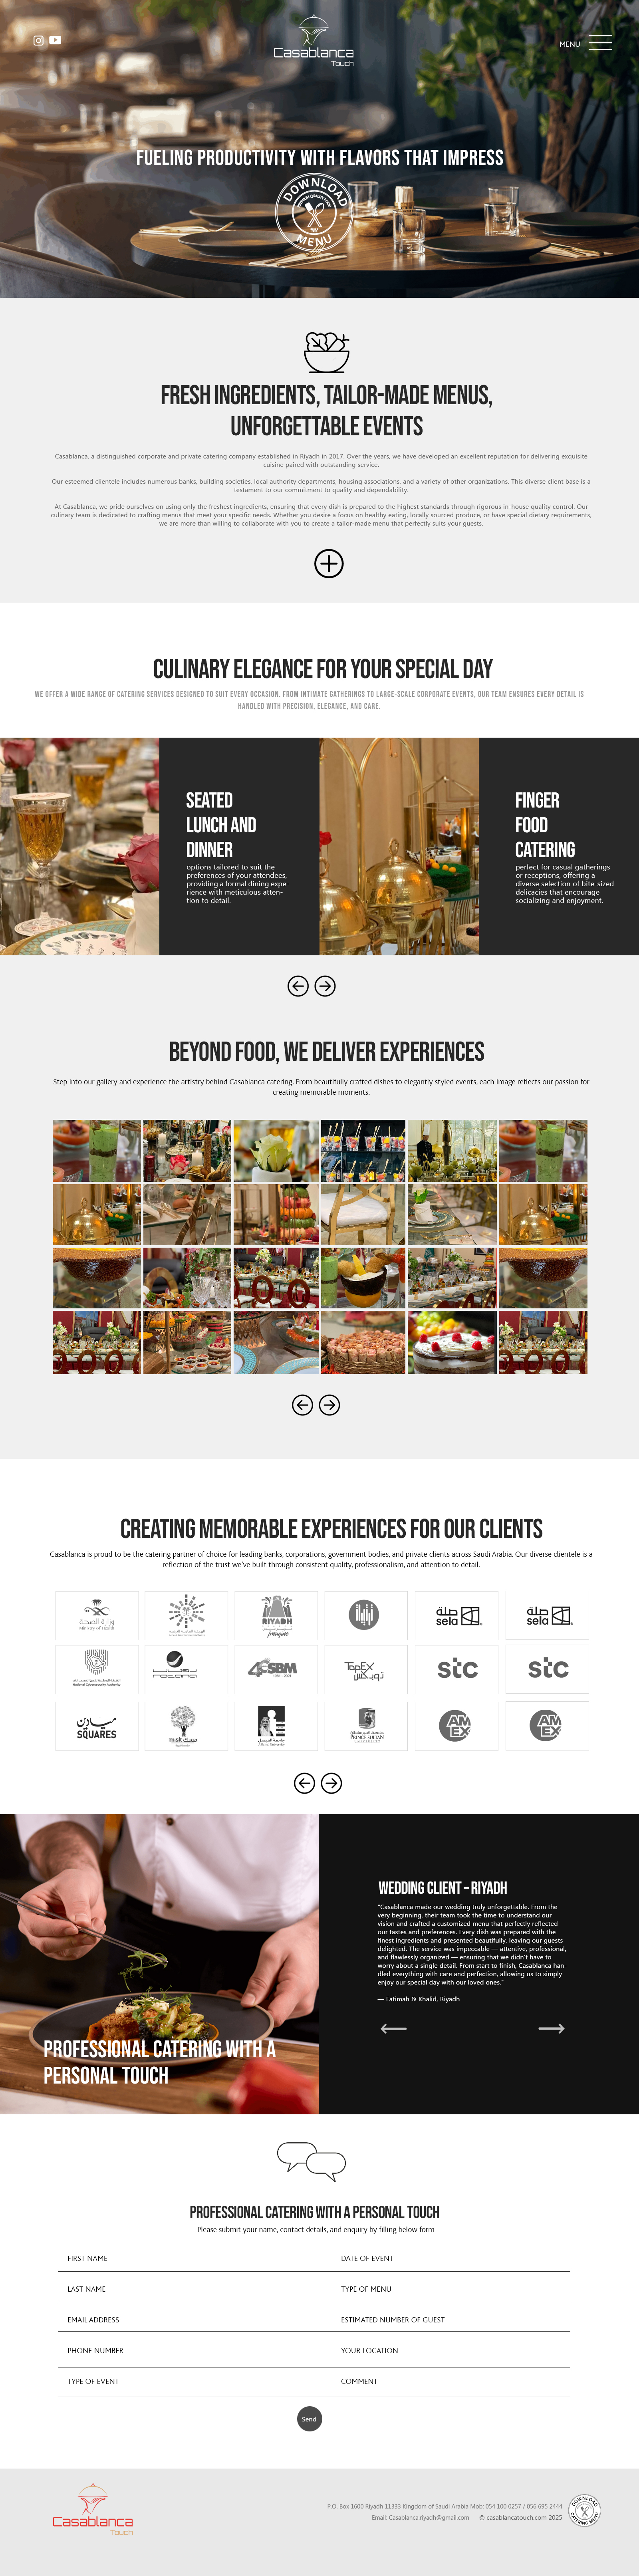 Casablanca
Touch
MENU
FUELING PRODUCTIVITY WITH FLAVORS THAT IMPRESS
DOWNLOAD
MENU
FRESH INGREDIENTS, TAILOR-MADE MENUS,
UNFORGETTABLE EVENTS
Casablanca, a distinguished corporate and private catering company established in Riyadh in 2017. Over the years, we have developed an excellent reputation for delivering exquisite
cuisine paired with outstanding service.
Our esteemed clientele includes numerous banks, building societies, local authority departments, housing associations, and a variety of other organizations. This diverse client base is a
testament to our commitment to quality and dependability.
At Casablanca, we pride ourselves on using only the freshest ingredients, ensuring that every dish is prepared to the highest standards through rigorous in-house quality control. Our
culinary team is dedicated to crafting menus that meet your specific needs. Whether you desire a focus on healthy eating, locally sourced produce, or have special dietary requirements,
we are more than willing to collaborate with you to create a tailor-made menu that perfectly suits your guests.
CULINARY ELEGANCE FOR YOUR SPECIAL DAY
WE OFFER A WIDE RANGE OF CATERING SERVICES DESIGNED TO SUIT EVERY OCCASION. FROM INTIMATE GATHERINGS TO LARGE-SCALE CORPORATE EVENTS, OUR TEAM ENSURES EVERY DETAIL IS
HANDLED WITH PRECISION, ELEGANCE, AND CARE.
SEATED
LUNCH AND
DINNER
options tailored to suit the
preferences of your attendees,
providing a formal dining expe-
rience with meticulous atten-
tion to detail.
FINGER
FOOD
CATERING
perfect for casual gatherings
or receptions, offering a
diverse selection of bite-sized
delicacies that encourage
socializing and enjoyment.
BEYOND FOOD, WE DELIVER EXPERIENCES
Step into our gallery and experience the artistry behind Casablanca catering. From beautifully crafted dishes to elegantly styled events, each image reflects our passion for
creating memorable moments.
CREATING MEMORABLE EXPERIENCES FOR OUR CLIENTS
Casablanca is proud to be the catering partner of choice for leading banks, corporations, government bodies, and private clients across Saudi Arabia. Our diverse clientele is a
reflection of the trust we've built through consistent quality, professionalism, and attention to detail.
وزارة الصحة
Ministry of Health
RIYADH
صلة
sela
صلة
sela
National Cybersecurity Authority
روتانا
rotana
SBM
TopEX
توبكس
stc
stc
ميادين
SQUARES
جامعة الفيصل
PRINCE SULTAN
UNIVERSITY
AM
TEX
AM
TEX
PROFESSIONAL CATERING WITH A
PERSONAL TOUCH
WEDDING CLIENT – RIYADH
"Casablanca made our wedding truly unforgettable. From the
very beginning, their team took the time to understand our
vision and crafted a customized menu that perfectly reflected
our tastes and preferences. Every dish was prepared with the
finest ingredients and presented beautifully, leaving our guests
delighted. The service was impeccable — attentive, professional,
and flawlessly organized — ensuring that we didn't have to
worry about a single detail. From start to finish, Casablanca han-
dled everything with care and perfection, allowing us to simply
enjoy our special day with our loved ones."
— Fatimah & Khalid, Riyadh
PROFESSIONAL CATERING WITH A PERSONAL TOUCH
Please submit your name, contact details, and enquiry by filling below form
FIRST NAME
DATE OF EVENT
LAST NAME
TYPE OF MENU
EMAIL ADDRESS
ESTIMATED NUMBER OF GUEST
PHONE NUMBER
YOUR LOCATION
TYPE OF EVENT
COMMENT
Send
Casablanca
Touch
P.O. Box 1600 Riyadh 11333 Kingdom of Saudi Arabia Mob: 054 100 0257 / 056 695 2444
Email: Casablanca.riyadh@gmail.com © casablancatouch.com 2025
DOWNLOAD
CATERING MENU